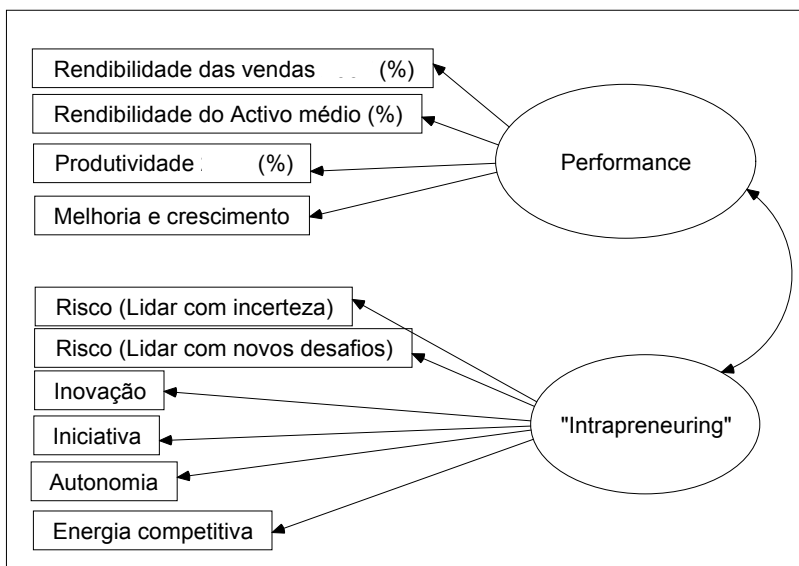 Rendibilidade das vendas (%)
Rendibilidade do Activo médio (%)
Produtividade (%)
Melhoria e crescimento
Performance
Risco (Lidar com incerteza)
Risco (Lidar com novos desafios)
Inovação
Iniciativa
Autonomia
Energia competitiva
"Intrapreneuring"